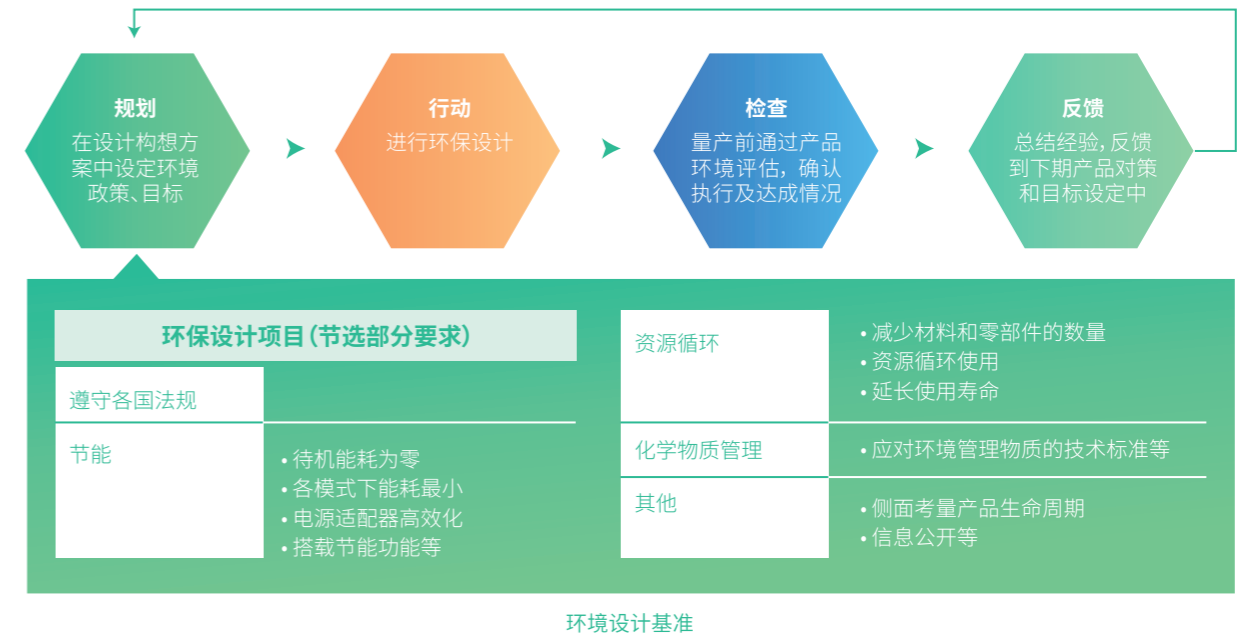 规划
在设计构想方
案中设定环境
政策、目标
行动
进行环保设计
检查
量产前通过产品
环境评估，确认
执行及达成情况
反馈
总结经验，反馈
到下期产品对策
和目标设定中
环保设计项目（节选部分要求）
遵守各国法规
节能
• 待机能耗为零
• 各模式下能耗最小
• 电源适配器高效化
• 搭载节能功能等
资源循环
• 减少材料和零部件的数量
• 资源循环使用
• 延长使用寿命
化学物质管理
• 应对环境管理物质的技术标准等
其他
• 侧面考量产品生命周期
• 信息公开等
环境设计基准